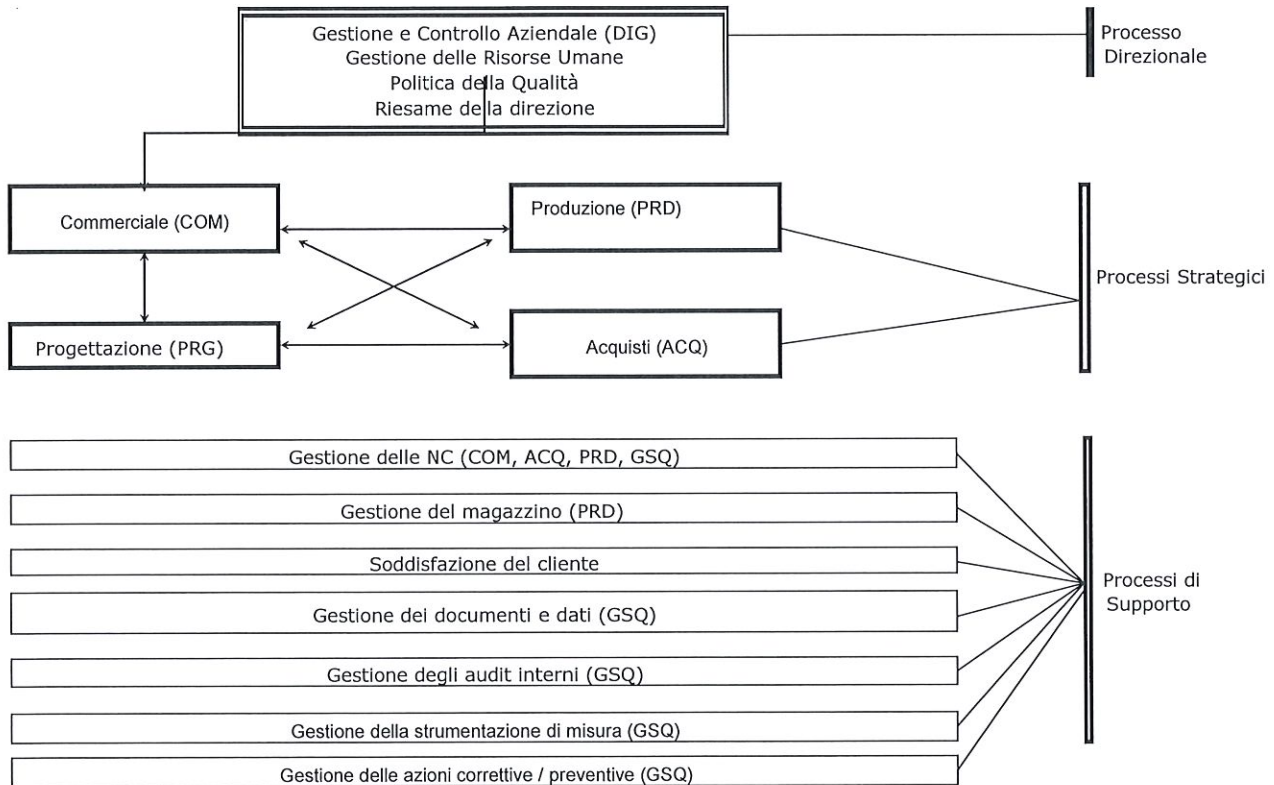 Gestione e Controllo Aziendale (DIG)
Gestione delle Risorse Umane
Politica della Qualità
Riesame della direzione
Processo
Direzionale
Commerciale (COM)
Produzione (PRD)
Progettazione (PRG)
Acquisti (ACQ)
Processi Strategici
Gestione delle NC (COM, ACQ, PRD, GSQ)
Gestione del magazzino (PRD)
Soddisfazione del cliente
Gestione dei documenti e dati (GSQ)
Gestione degli audit interni (GSQ)
Gestione della strumentazione di misura (GSQ)
Gestione delle azioni correttive / preventive (GSQ)
Processi di
Supporto